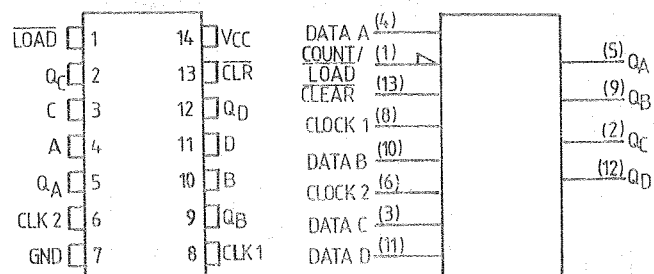 LOAD 1 14 VCC
QC 2 13 CLR
C 3 12 QD
A 4 11 D
QA 5 10 B
CLK 2 6 9 QB
GND 7 8 CLK1
DATA A (4)
COUNT/ (1)
LOAD
CLEAR (13)
CLOCK 1 (8)
DATA B (10)
CLOCK 2 (6)
DATA C (3)
DATA D (11)
(5) QA
(9) QB
(2) QC
(12) QD